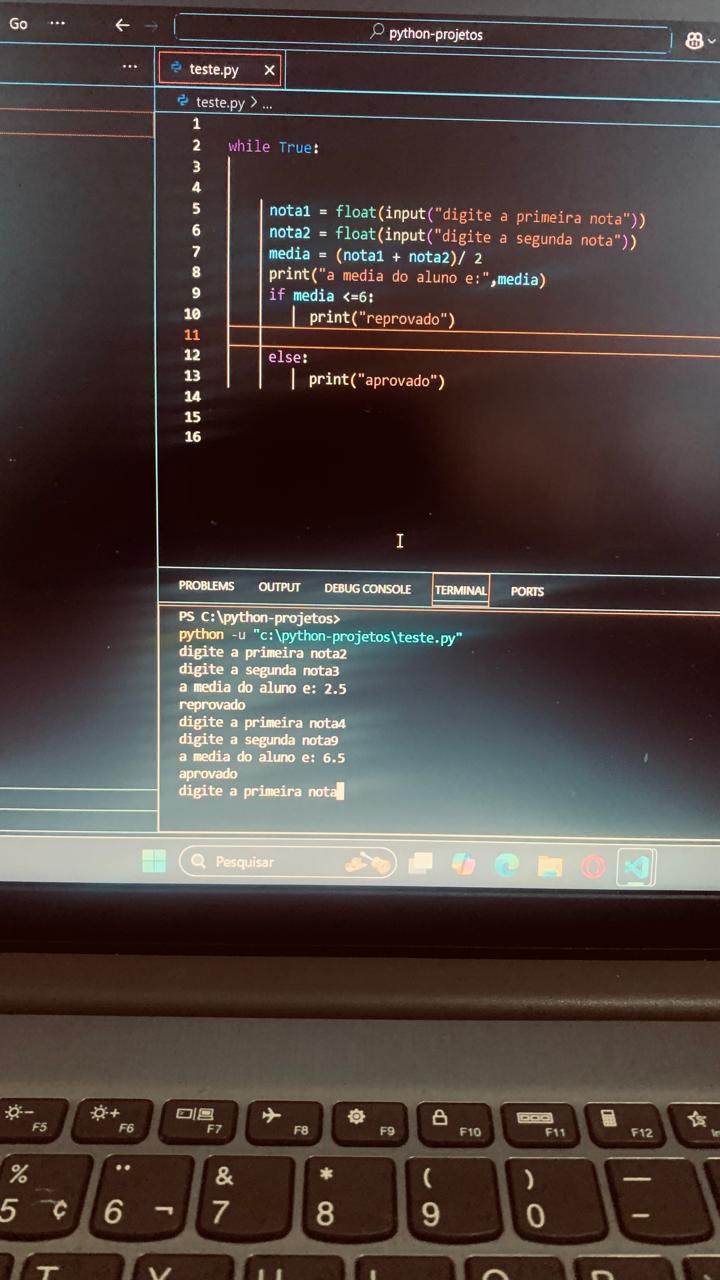 Go ...
python-projetos
...
teste.py
teste.py > ...
1
2 while True:
3
4
5 nota1 = float(input("digite a primeira nota"))
6 nota2 = float(input("digite a segunda nota"))
7 media = (nota1 + nota2)/ 2
8 print("a media do aluno e:",media)
9 if media <=6:
10 print("reprovado")
11
12 else:
13 print("aprovado")
14
15
16
PROBLEMS OUTPUT DEBUG CONSOLE TERMINAL PORTS
PS C:\python-projetos>
python -u "c:\python-projetos\teste.py"
digite a primeira nota2
digite a segunda nota3
a media do aluno e: 2.5
reprovado
digite a primeira nota4
digite a segunda nota9
a media do aluno e: 6.5
aprovado
digite a primeira nota
Pesquisar
F5 F6 F7 F8 F9 F10 F11 F12
% ¨ & * ( ) —
5 ¢ 6 ¬ 7 8 9 0 -